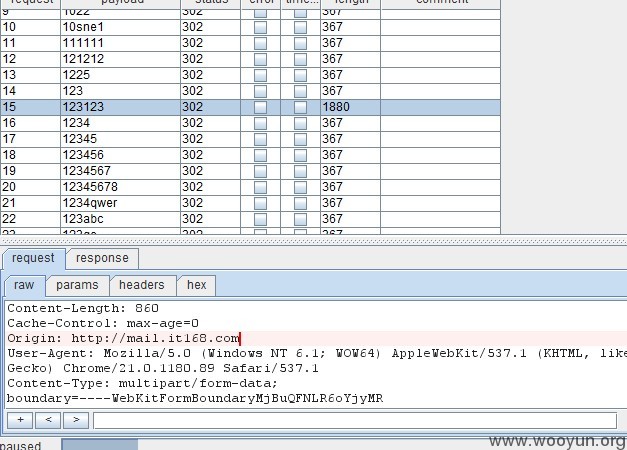 request payload status error time... length comment
9 1022 302 367
10 10sne1 302 367
11 111111 302 367
12 121212 302 367
13 1225 302 367
14 123 302 367
15 123123 302 1880
16 1234 302 367
17 12345 302 367
18 123456 302 367
19 1234567 302 367
20 12345678 302 367
21 1234qwer 302 367
22 123abc 302 367
302 367
request response
raw params headers hex
Content-Length: 860
Cache-Control: max-age=0
Origin: http://mail.it168.com
User-Agent: Mozilla/5.0 (Windows NT 6.1; WOW64) AppleWebKit/537.1 (KHTML, like
Gecko) Chrome/21.0.1180.89 Safari/537.1
Content-Type: multipart/form-data;
boundary=----WebKitFormBoundaryMjBuQFNLR6oYjyMR
+ < >
paused
www.wooyun.org